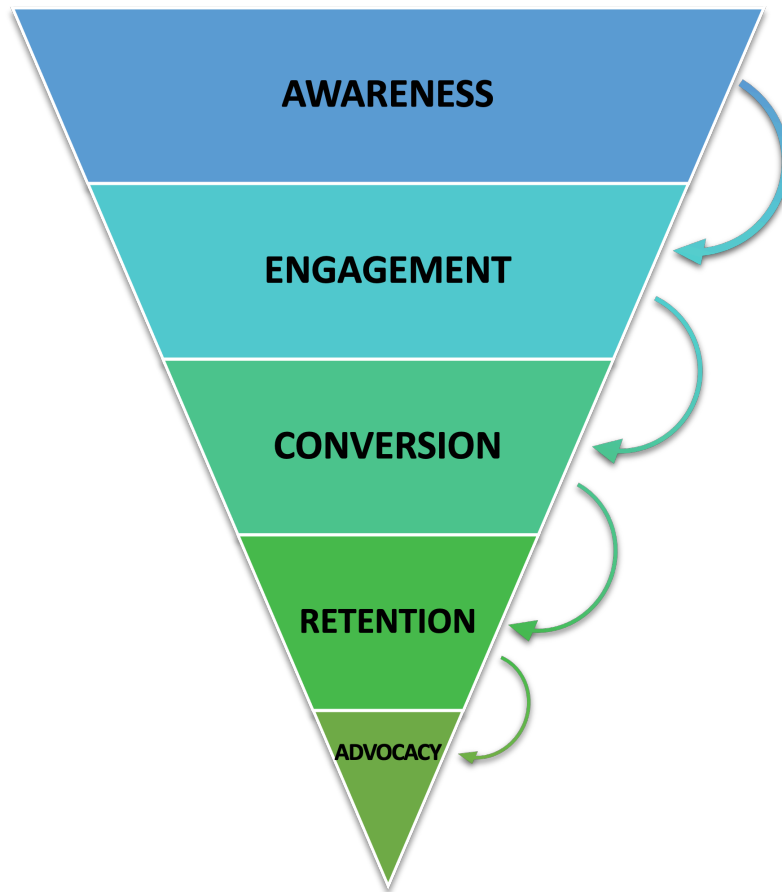 AWARENESS
ENGAGEMENT
CONVERSION
RETENTION
ADVOCACY